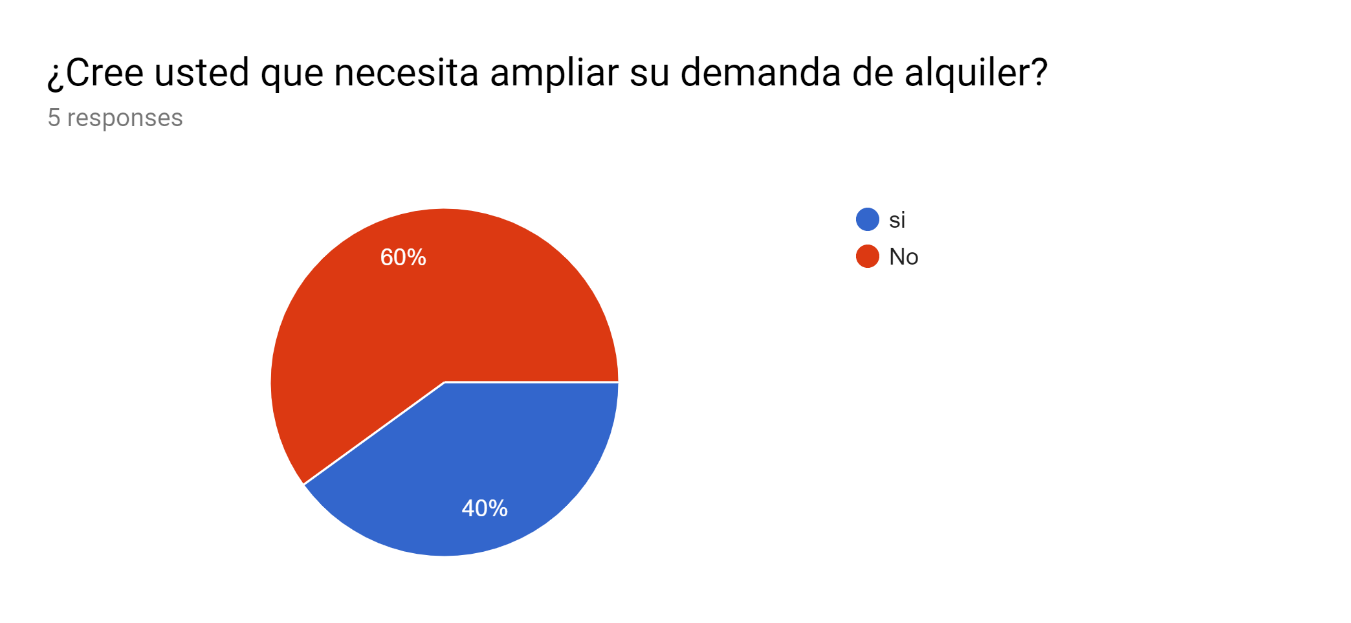 ¿Cree usted que necesita ampliar su demanda de alquiler?
5 responses
si
No
60%
40%